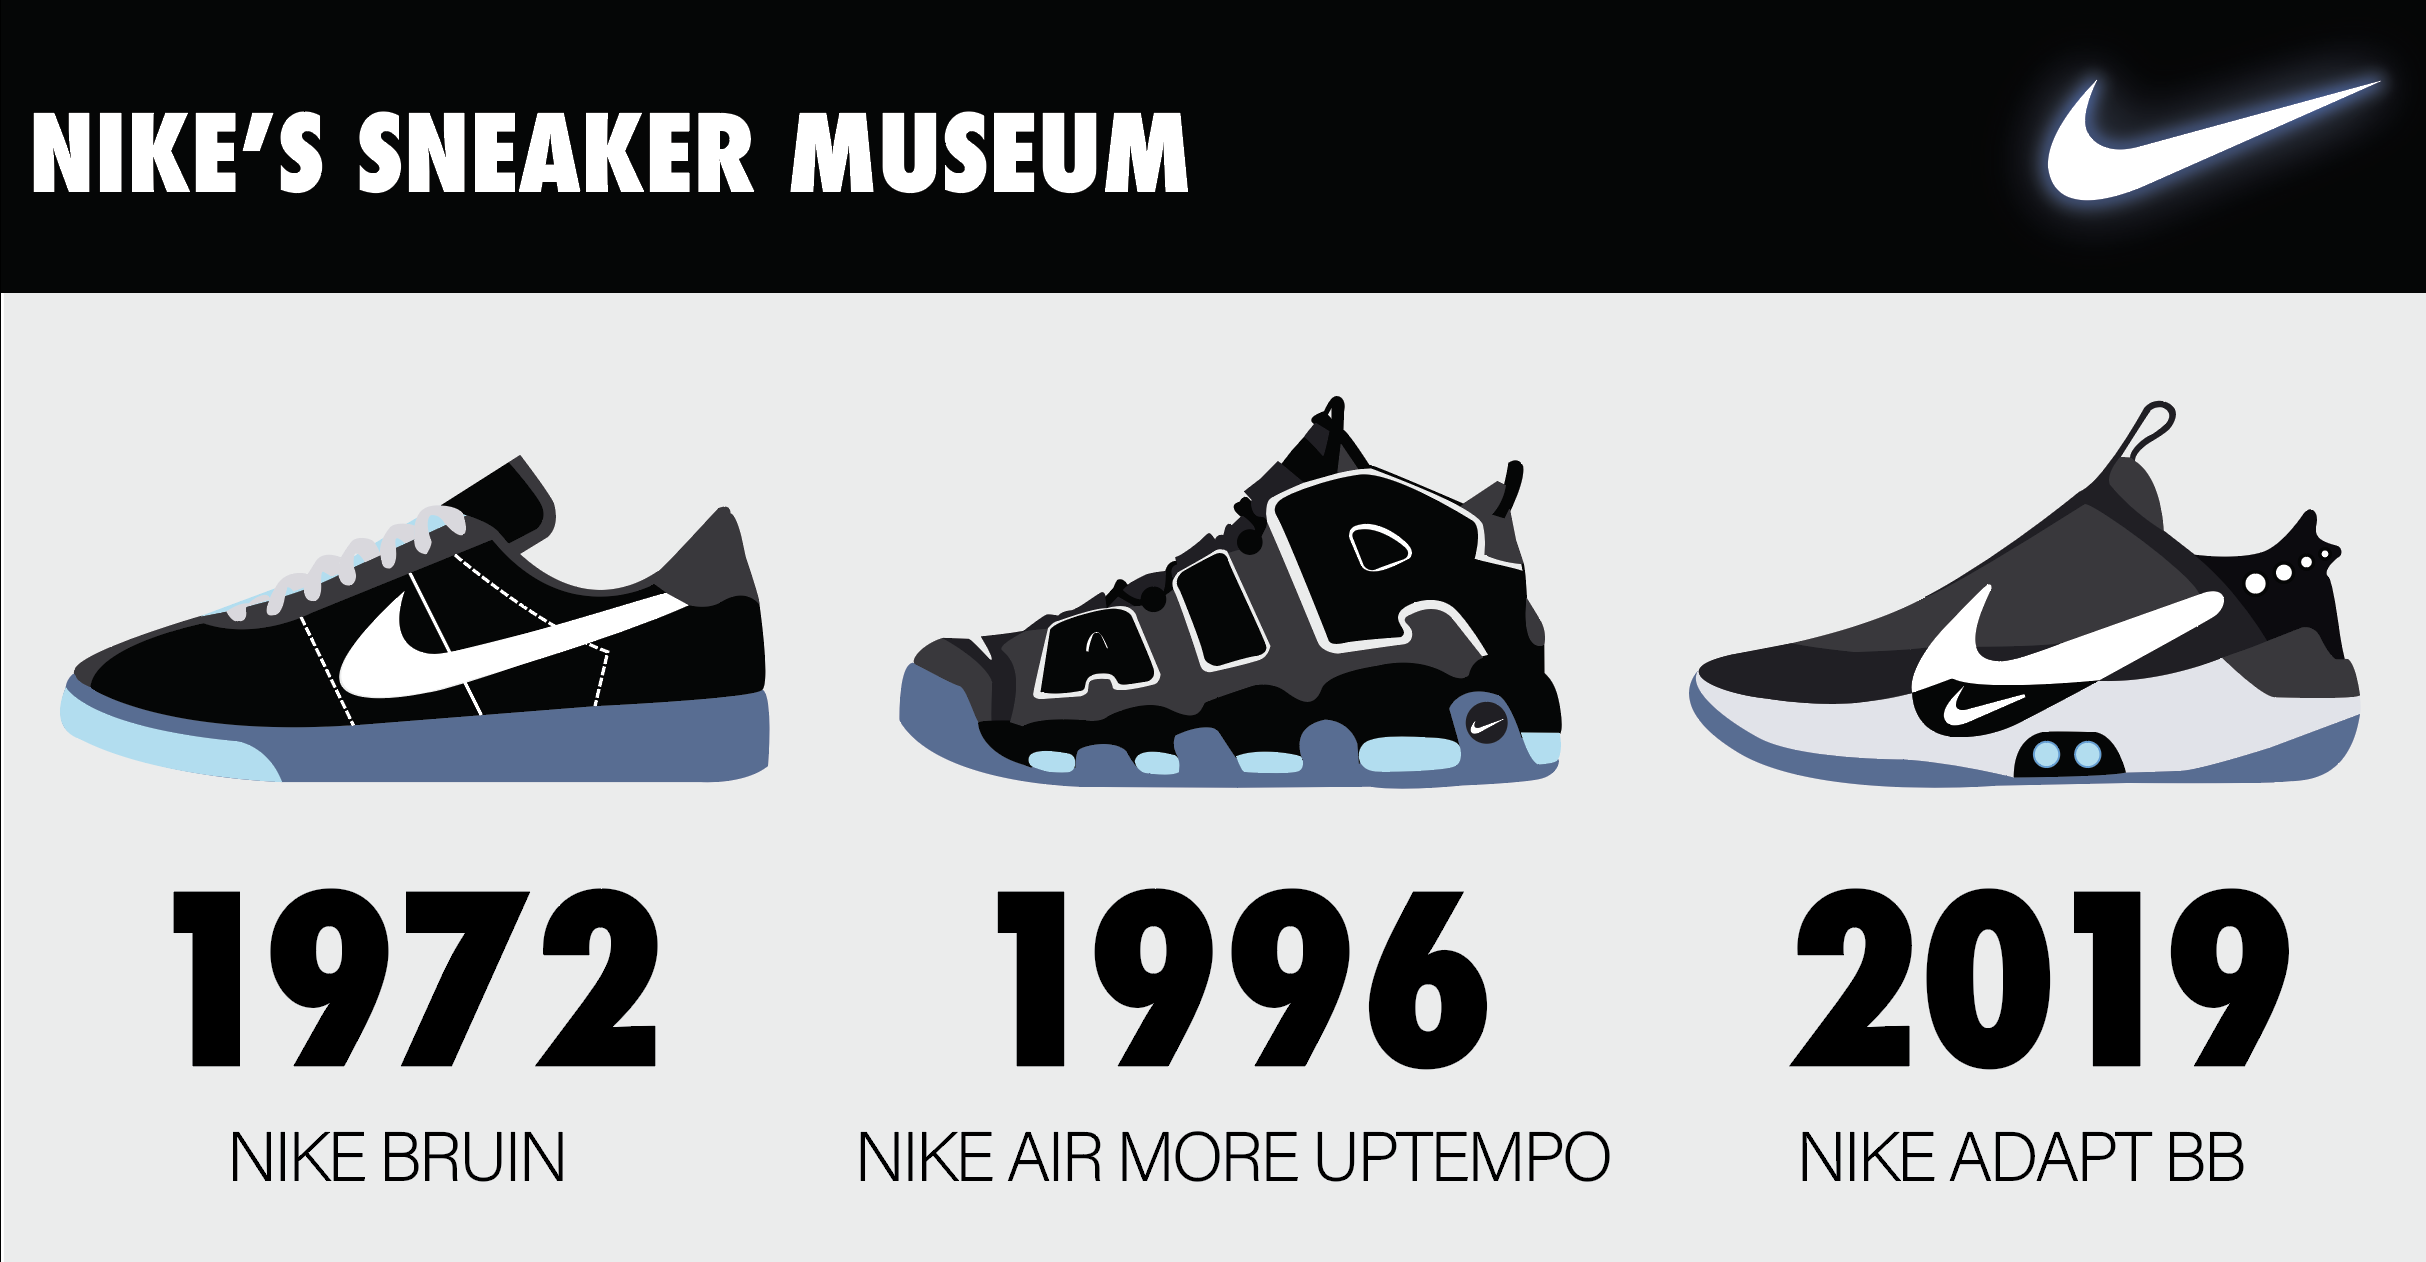 NIKE’S SNEAKER MUSEUM
AIR
1972
1996
2019
NIKE BRUIN
NIKE AIR MORE UPTEMPO
NIKE ADAPT BB